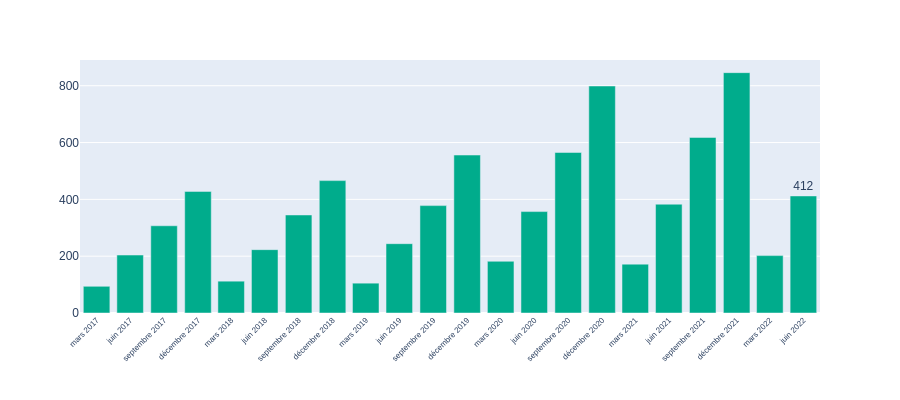 800
600
400
200
0
412
mars 2017
juin 2017
septembre 2017
décembre 2017
mars 2018
juin 2018
septembre 2018
décembre 2018
mars 2019
juin 2019
septembre 2019
décembre 2019
mars 2020
juin 2020
septembre 2020
décembre 2020
mars 2021
juin 2021
septembre 2021
décembre 2021
mars 2022
juin 2022